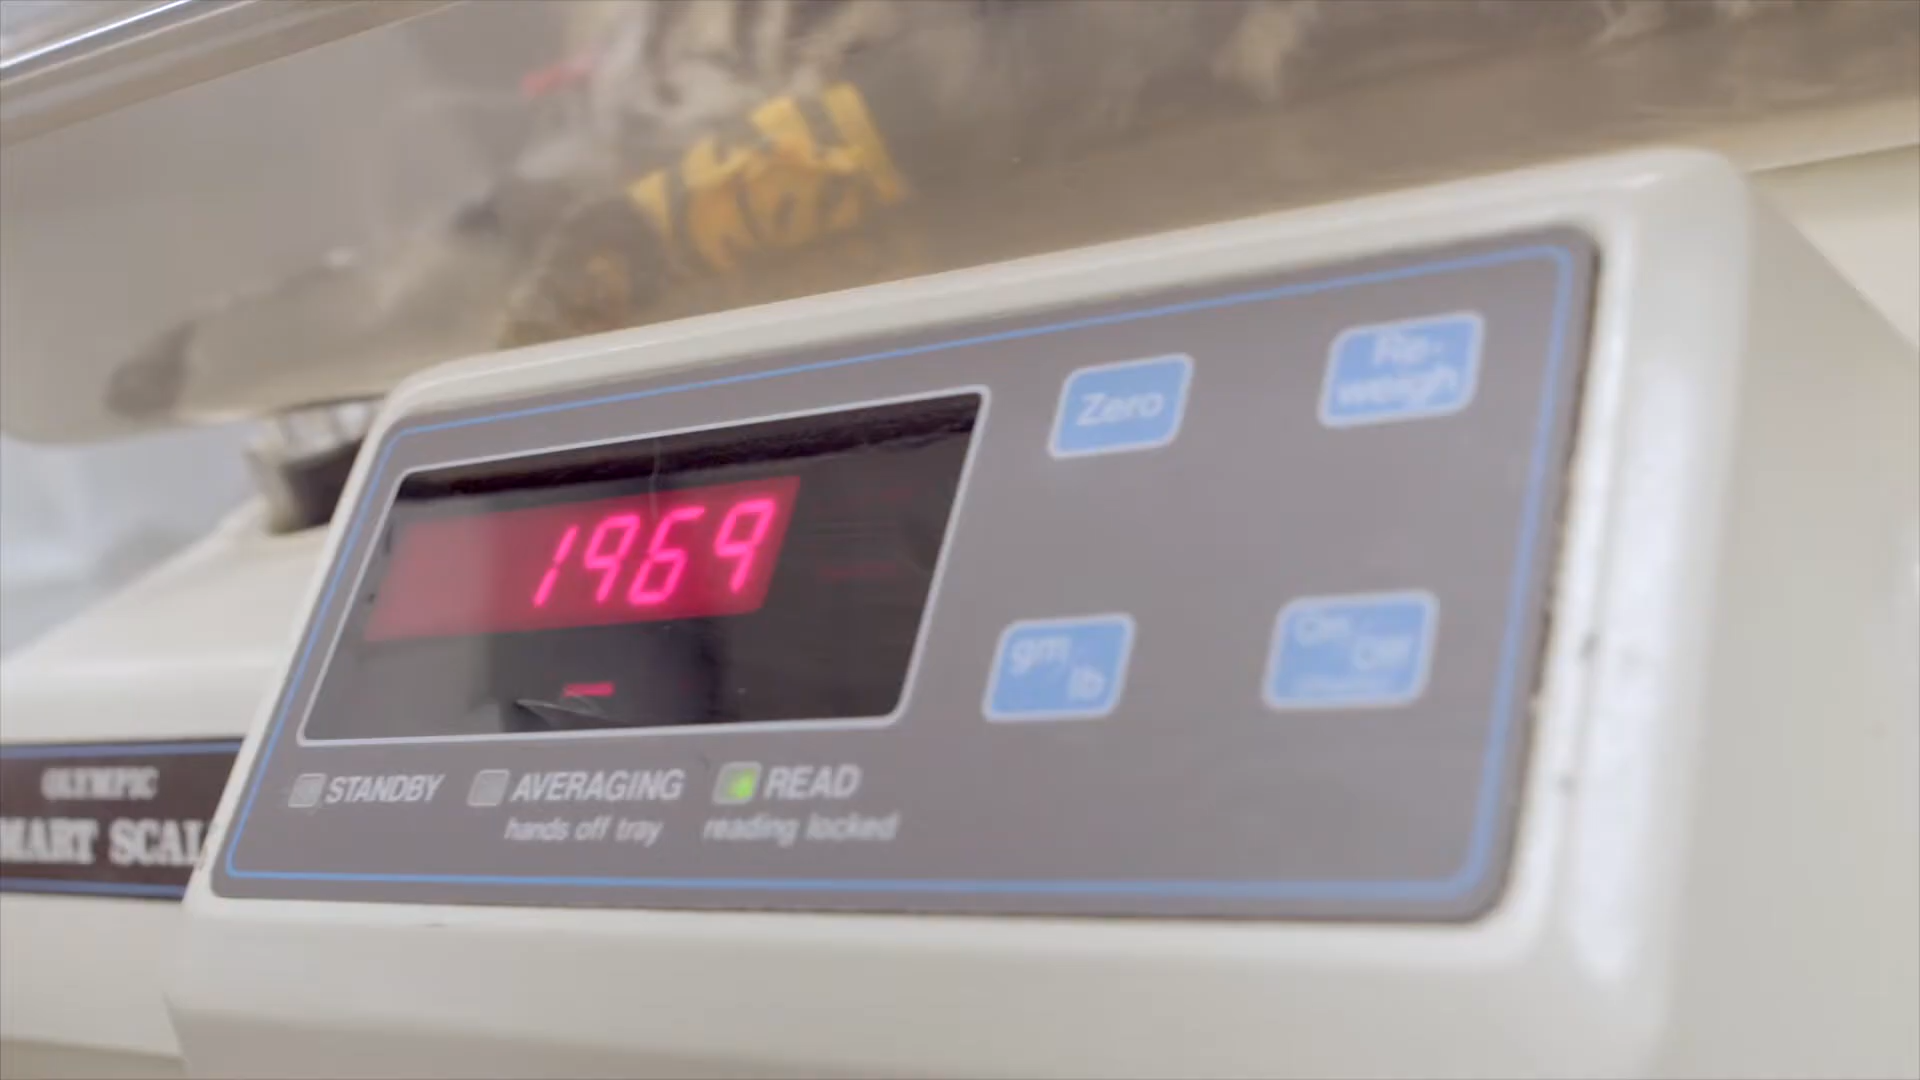 Zero
Re-
weigh
1969
gm
lb
On
Off
STANDBY
AVERAGING
READ
hands off tray
reading locked
OLYMPIC
MART SCAL